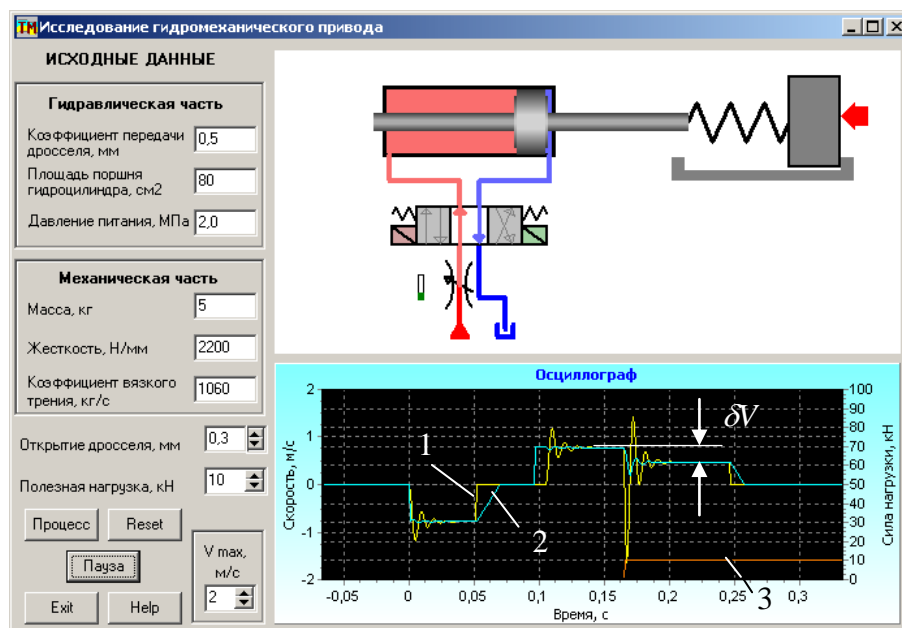 Исследование гидромеханического привода
ИСХОДНЫЕ ДАННЫЕ
Гидравлическая часть
Коэффициент передачи
дросселя, мм
0,5
Площадь поршня
гидроцилиндра, см2
80
Давление питания, МПа
2,0
Механическая часть
Масса, кг
5
Жесткость, Н/мм
2200
Коэффициент вязкого
трения, кг/с
1060
Открытие дросселя, мм
0,3
Полезная нагрузка, кН
10
Процесс
Reset
Пауза
Exit
Help
V max,
м/с
2
Осциллограф
Скорость, м/с
2
1
0
-1
-2
-0,05
0
0,05
0,1
0,15
0,2
0,25
0,3
Время, с
100
90
80
70
60
50
40
30
20
10
0
Сила нагрузки, кН
1
2
3
δV